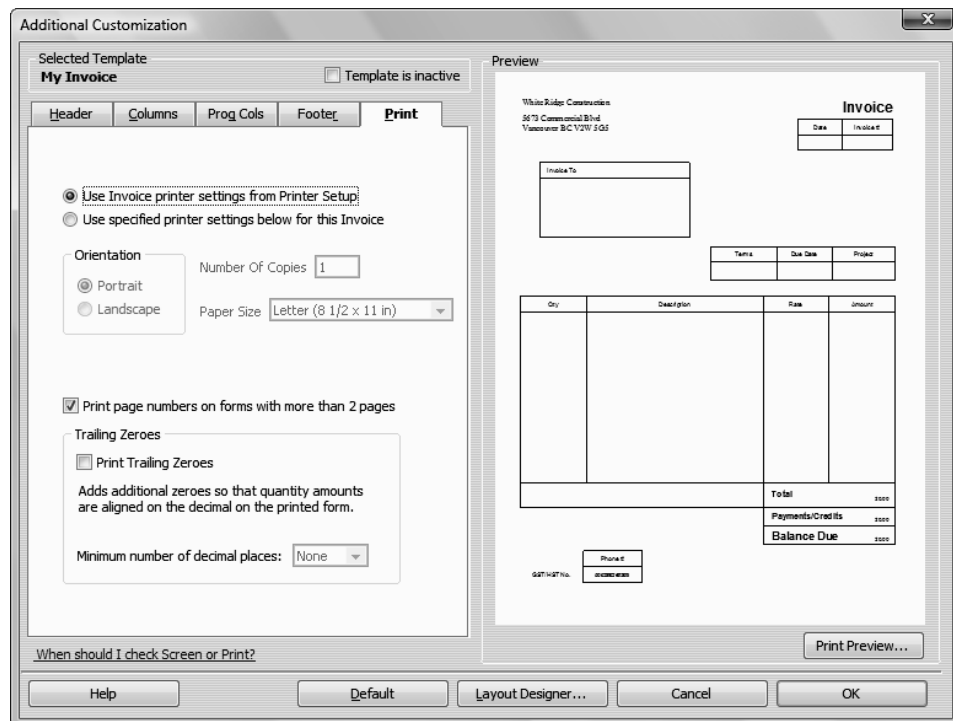 Additional Customization
Selected Template
My Invoice
Template is inactive
Header
Columns
Prog Cols
Footer
Print
Use Invoice printer settings from Printer Setup
Use specified printer settings below for this Invoice
Orientation
Portrait
Landscape
Number Of Copies 1
Paper Size Letter (8 1/2 x 11 in)
Print page numbers on forms with more than 2 pages
Trailing Zeroes
Print Trailing Zeroes
Adds additional zeroes so that quantity amounts
are aligned on the decimal on the printed form.
Minimum number of decimal places: None
When should I check Screen or Print?
Preview
White Ridge Construction
5673 Commercial Blvd
Vancouver BC V2W 5G5
Invoice
Date
Invoice #
Invoice To
Terms
Due Date
Project
Qty
Description
Rate
Amount
Total
Payments/Credits
Balance Due
Phone #
GST/HST No.
Print Preview...
Help
Default
Layout Designer...
Cancel
OK